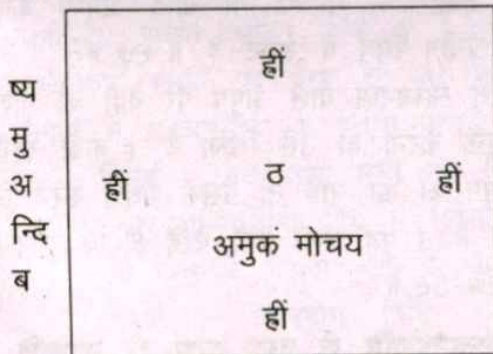 ह्रीं
ष्य
मु
अ
न्दि
ब
ह्रीं ठ ह्रीं
अमुकं मोचय
ह्रीं